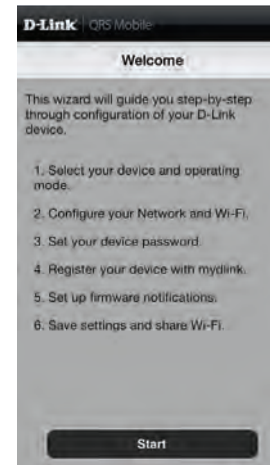 D-Link QRS Mobile
Welcome
This wizard will guide you step-by-step
through configuration of your D-Link
device.
1. Select your device and operating
mode.
2. Configure your Network and Wi-Fi.
3. Set your device password.
4. Register your device with mydlink.
5. Set up firmware notifications.
6. Save settings and share Wi-Fi.
Start